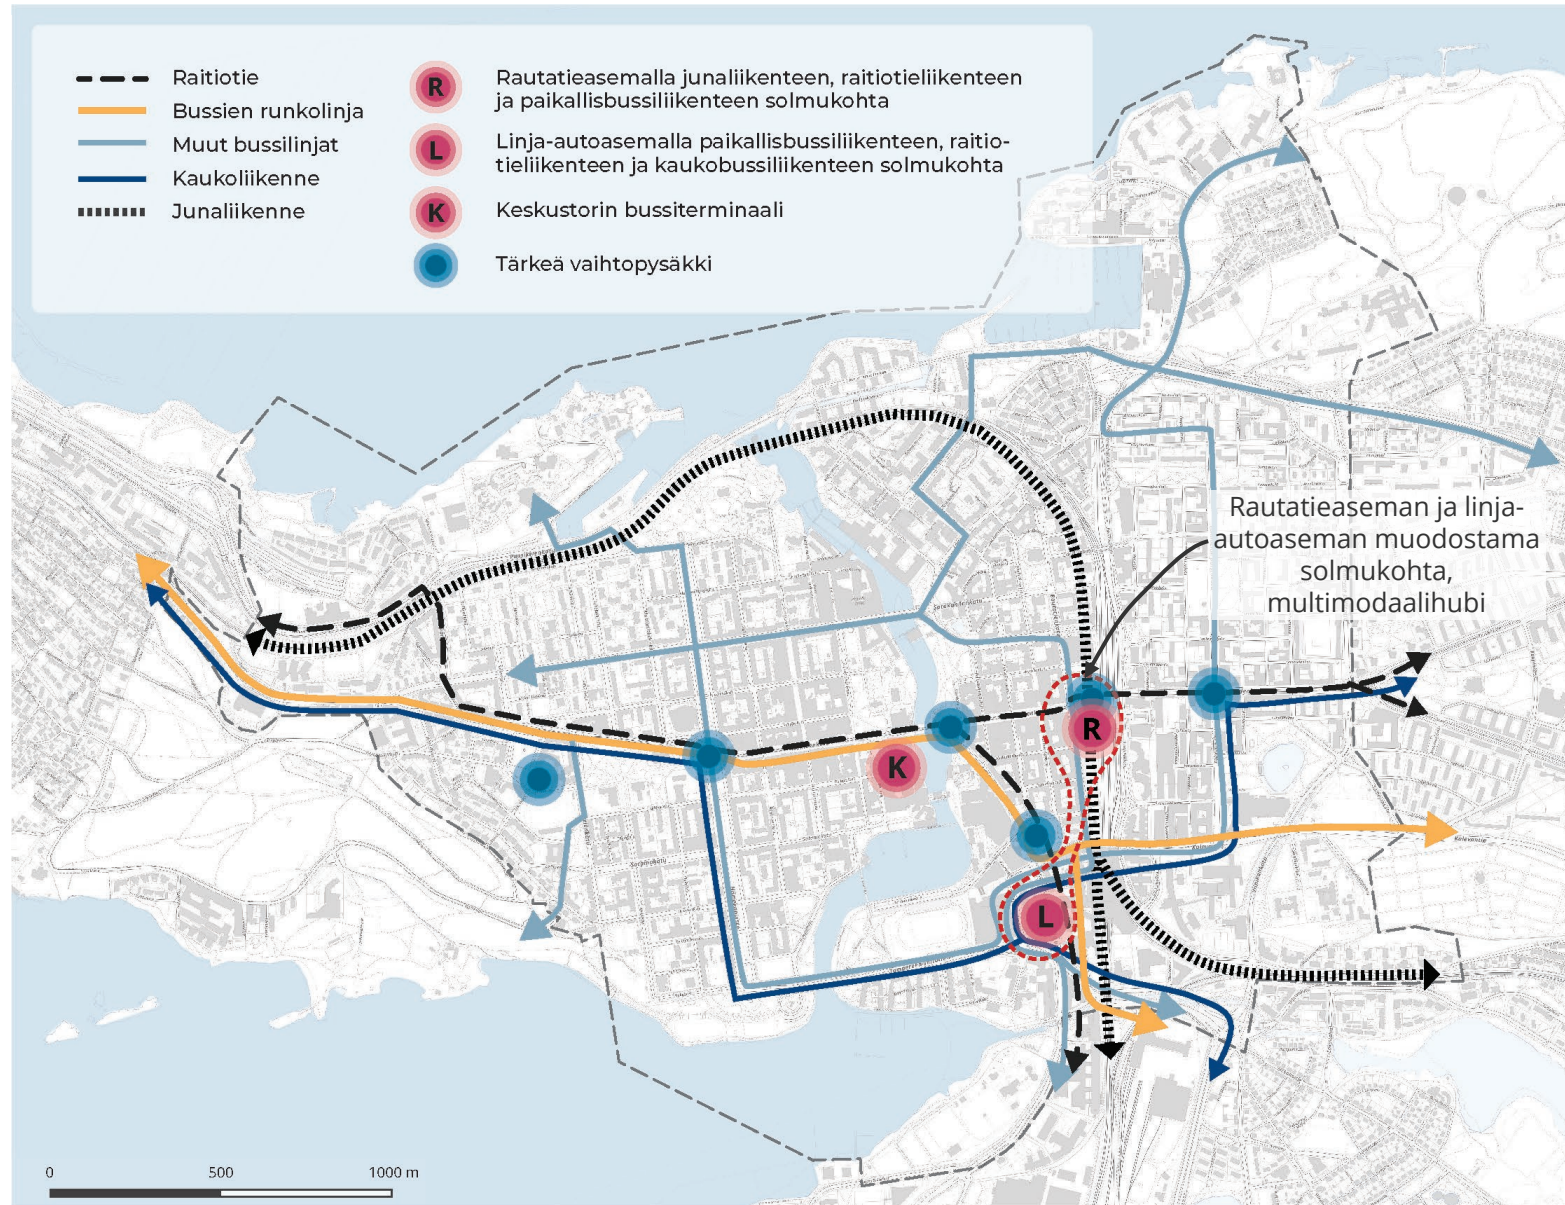 Raitiotie
Bussien runkolinja
Muut bussilinjat
Kaukoliikenne
Junaliikenne
R
Rautatieasemalla junaliikenteen, raitiotieliikenteen
ja paikallisbussiliikenteen solmukohta
L
Linja-autoasemalla paikallisbussiliikenteen, raitio-
tieliikenteen ja kaukobussiliikenteen solmukohta
K
Keskustorin bussiterminaali
Tärkeä vaihtopysäkki
Rautatieaseman ja linja-
autoaseman muodostama
solmukohta,
multimodaalihubi
R
K
L
0 500 1000 m